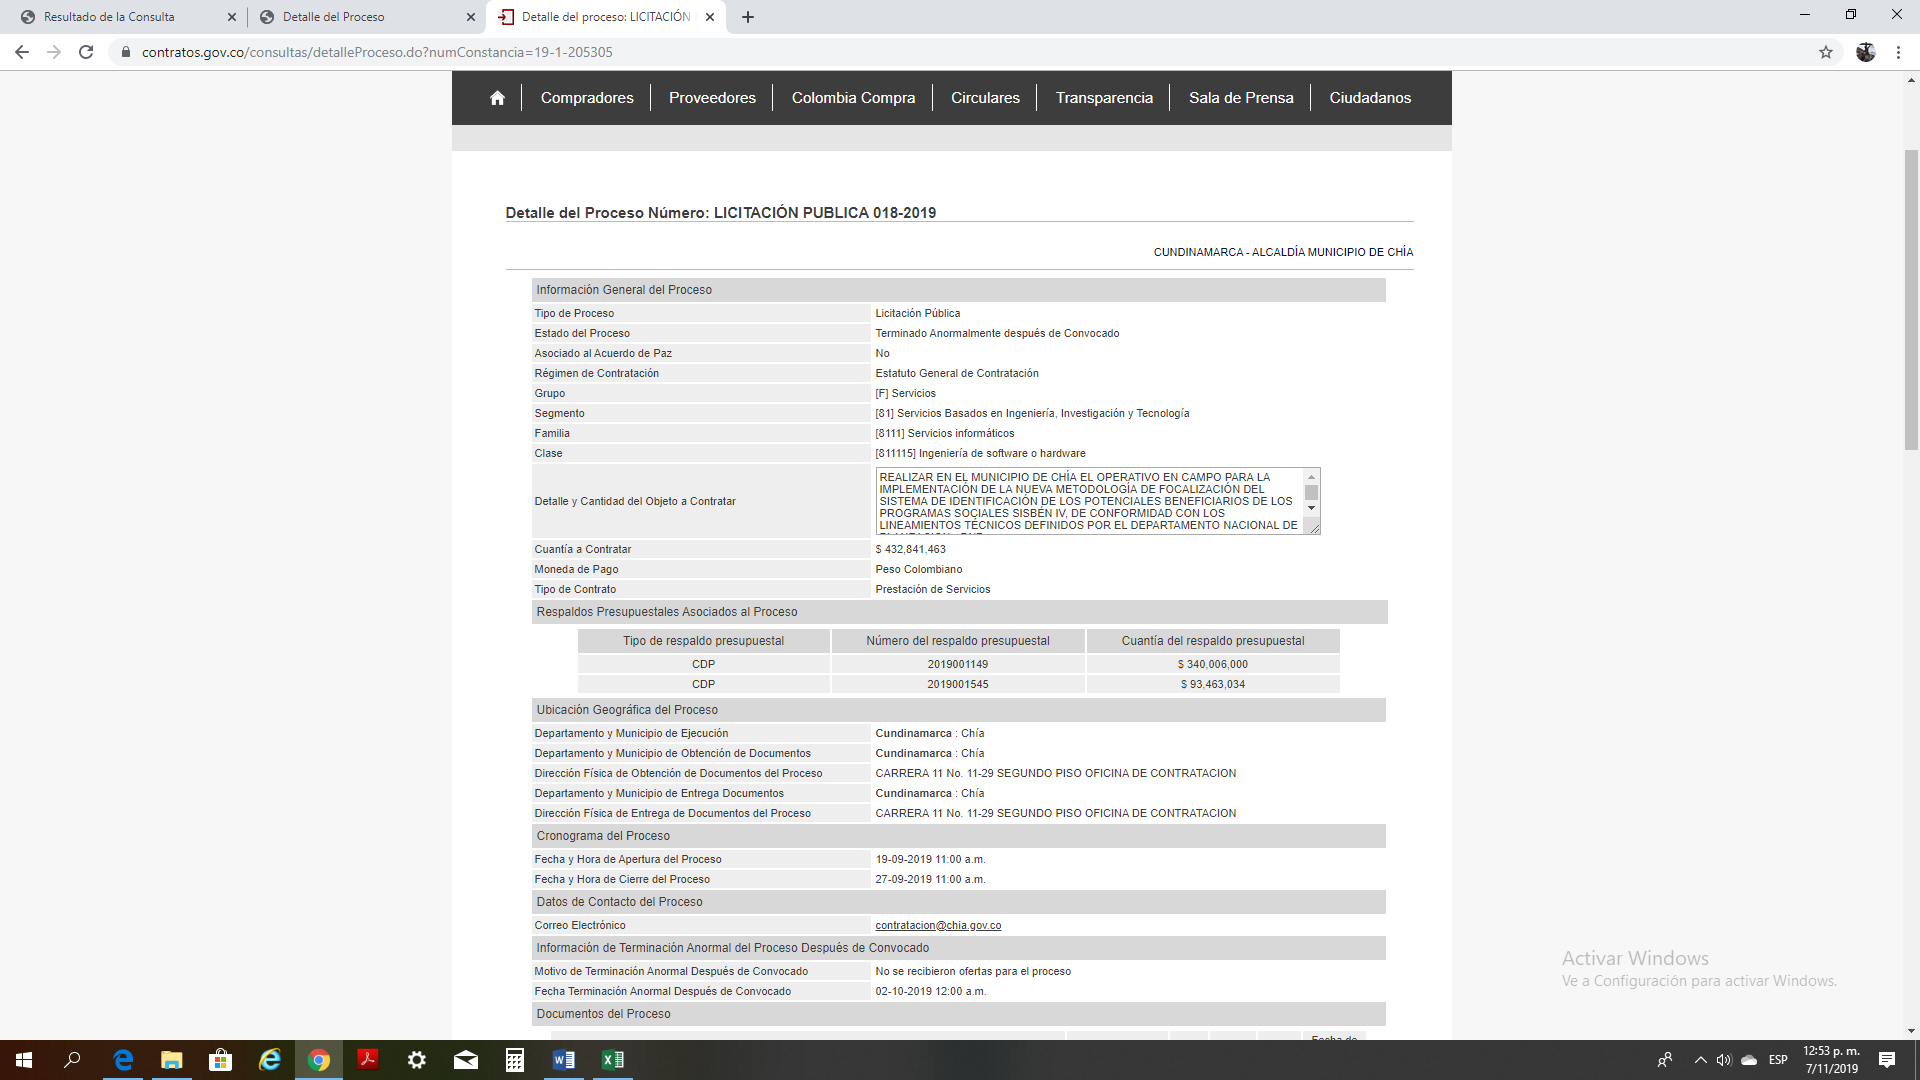 Resultado de la Consulta
Detalle del Proceso
Detalle del proceso: LICITACIÓN
contratos.gov.co/consultas/detalleProceso.do?numConstancia=19-1-205305
Compradores
Proveedores
Colombia Compra
Circulares
Transparencia
Sala de Prensa
Ciudadanos
Detalle del Proceso Número: LICITACIÓN PUBLICA 018-2019
CUNDINAMARCA - ALCALDÍA MUNICIPIO DE CHÍA
Información General del Proceso
Tipo de Proceso Licitación Pública
Estado del Proceso Terminado Anormalmente después de Convocado
Asociado al Acuerdo de Paz No
Régimen de Contratación Estatuto General de Contratación
Grupo [F] Servicios
Segmento [81] Servicios Basados en Ingeniería, Investigación y Tecnología
Familia [8111] Servicios informáticos
Clase [811115] Ingeniería de software o hardware
Detalle y Cantidad del Objeto a Contratar
REALIZAR EN EL MUNICIPIO DE CHÍA EL OPERATIVO EN CAMPO PARA LA
IMPLEMENTACIÓN DE LA NUEVA METODOLOGÍA DE FOCALIZACIÓN DEL
SISTEMA DE IDENTIFICACIÓN DE LOS POTENCIALES BENEFICIARIOS DE LOS
PROGRAMAS SOCIALES SISBÉN IV, DE CONFORMIDAD CON LOS
LINEAMIENTOS TÉCNICOS DEFINIDOS POR EL DEPARTAMENTO NACIONAL DE
Cuantía a Contratar $ 432,841,463
Moneda de Pago Peso Colombiano
Tipo de Contrato Prestación de Servicios
Respaldos Presupuestales Asociados al Proceso
Tipo de respaldo presupuestal Número del respaldo presupuestal Cuantía del respaldo presupuestal
CDP 2019001149 $ 340,006,000
CDP 2019001545 $ 93,463,034
Ubicación Geográfica del Proceso
Departamento y Municipio de Ejecución Cundinamarca : Chía
Departamento y Municipio de Obtención de Documentos Cundinamarca : Chía
Dirección Física de Obtención de Documentos del Proceso CARRERA 11 No. 11-29 SEGUNDO PISO OFICINA DE CONTRATACION
Departamento y Municipio de Entrega Documentos Cundinamarca : Chía
Dirección Física de Entrega de Documentos del Proceso CARRERA 11 No. 11-29 SEGUNDO PISO OFICINA DE CONTRATACION
Cronograma del Proceso
Fecha y Hora de Apertura del Proceso 19-09-2019 11:00 a.m.
Fecha y Hora de Cierre del Proceso 27-09-2019 11:00 a.m.
Datos de Contacto del Proceso
Correo Electrónico contratacion@chia.gov.co
Información de Terminación Anormal del Proceso Después de Convocado
Motivo de Terminación Anormal Después de Convocado No se recibieron ofertas para el proceso
Fecha Terminación Anormal Después de Convocado 02-10-2019 12:00 a.m.
Documentos del Proceso
Activar Windows
Ve a Configuración para activar Windows.
ESP
12:53 p. m.
7/11/2019